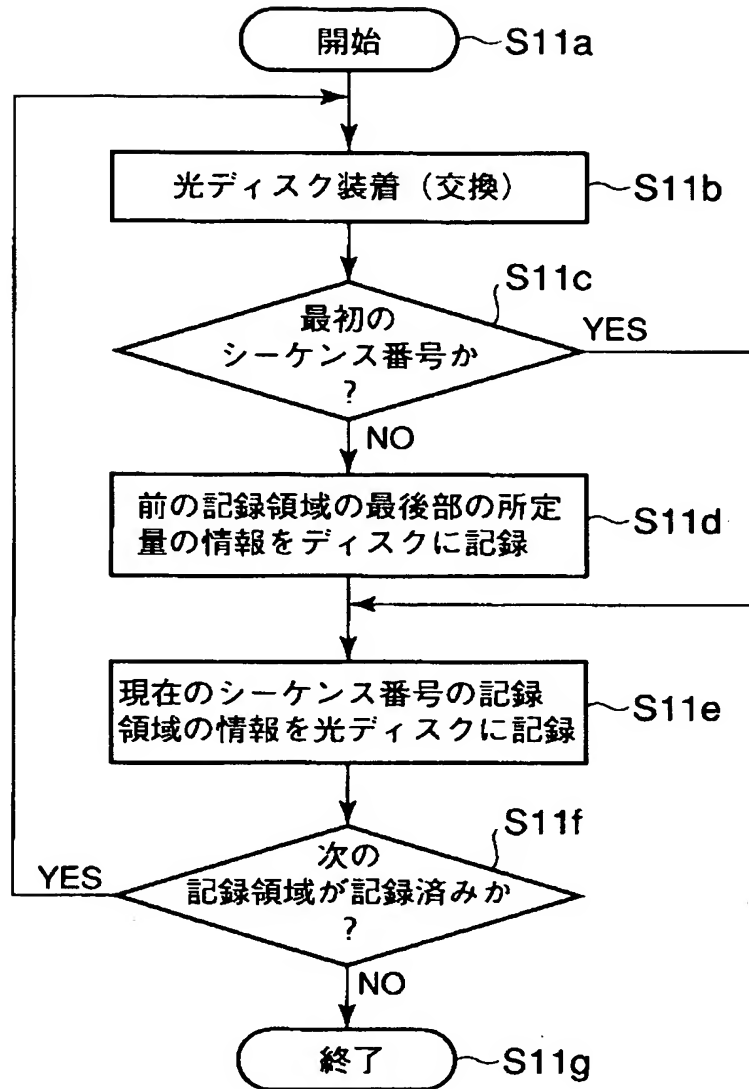 開始
S11a
光ディスク装着（交換）
S11b
S11c
最初の
シーケンス番号か
?
YES
NO
前の記録領域の最後部の所定
量の情報をディスクに記録
S11d
現在のシーケンス番号の記録
領域の情報を光ディスクに記録
S11e
S11f
次の
記録領域が記録済みか
?
YES
NO
終了
S11g